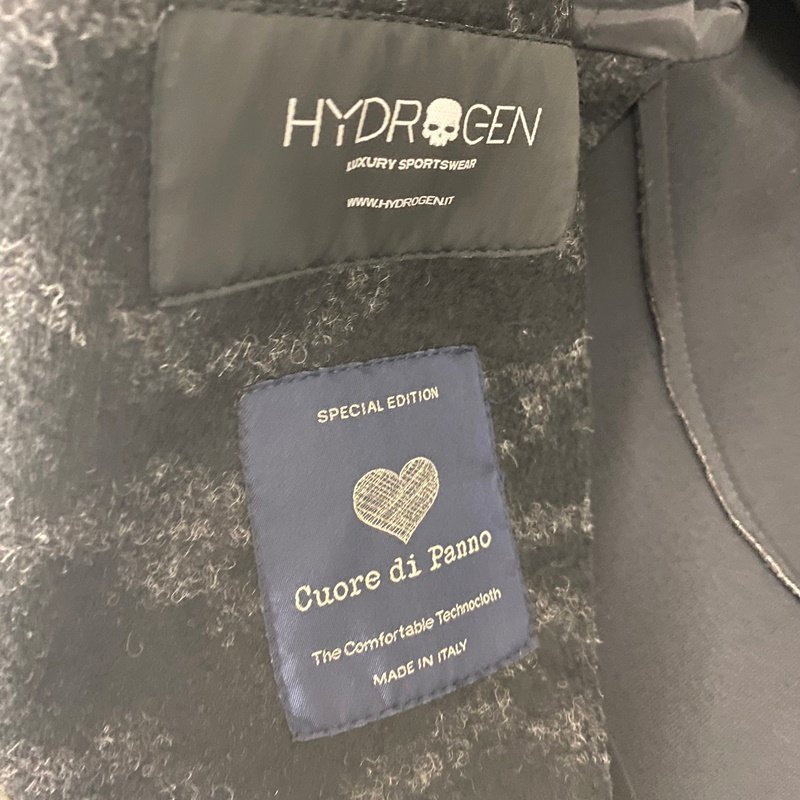 HYDROGEN
LUXURY SPORTSWEAR
WWW.HYDROGEN.IT
SPECIAL EDITION
Cuore di Panno
The Comfortable Technocloth
MADE IN ITALY